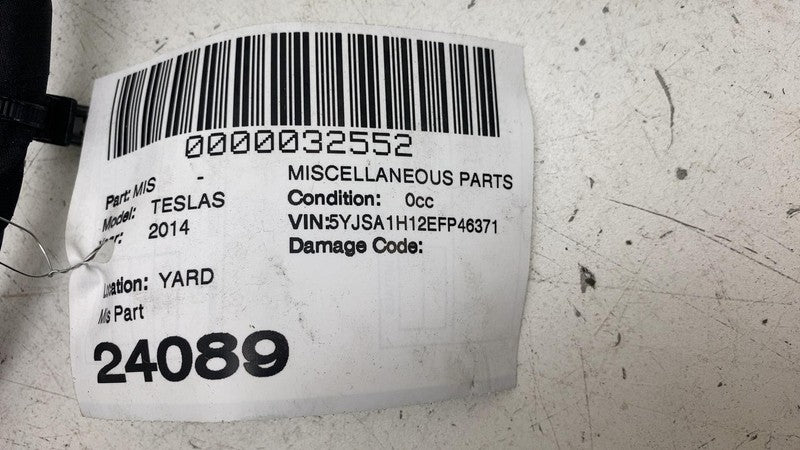 0000032552
Part: MIS - MISCELLANEOUS PARTS
Model: TESLAS Condition: 0cc
Year: 2014 VIN:5YJSA1H12EFP46371
Damage Code:
Location: YARD
Mis Part
24089